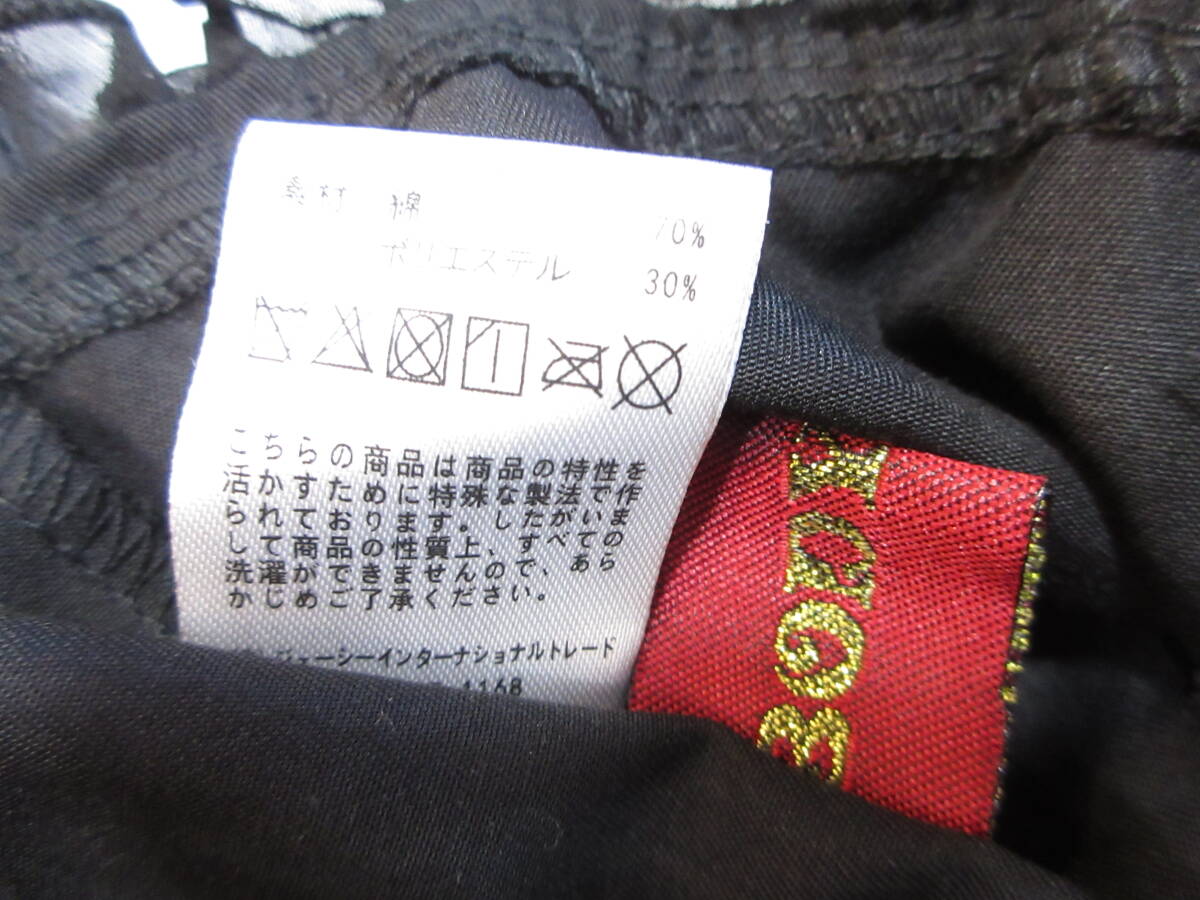 素材 綿 70%
ポリエステル 30%
こちらの商品は商品の特性を
活かすために特殊な製法で作
られております。したがいま
して商品の性質上、すべての
洗濯ができませんので、あら
かじめご了承ください。
ジェーシーインターナショナルトレード
1168